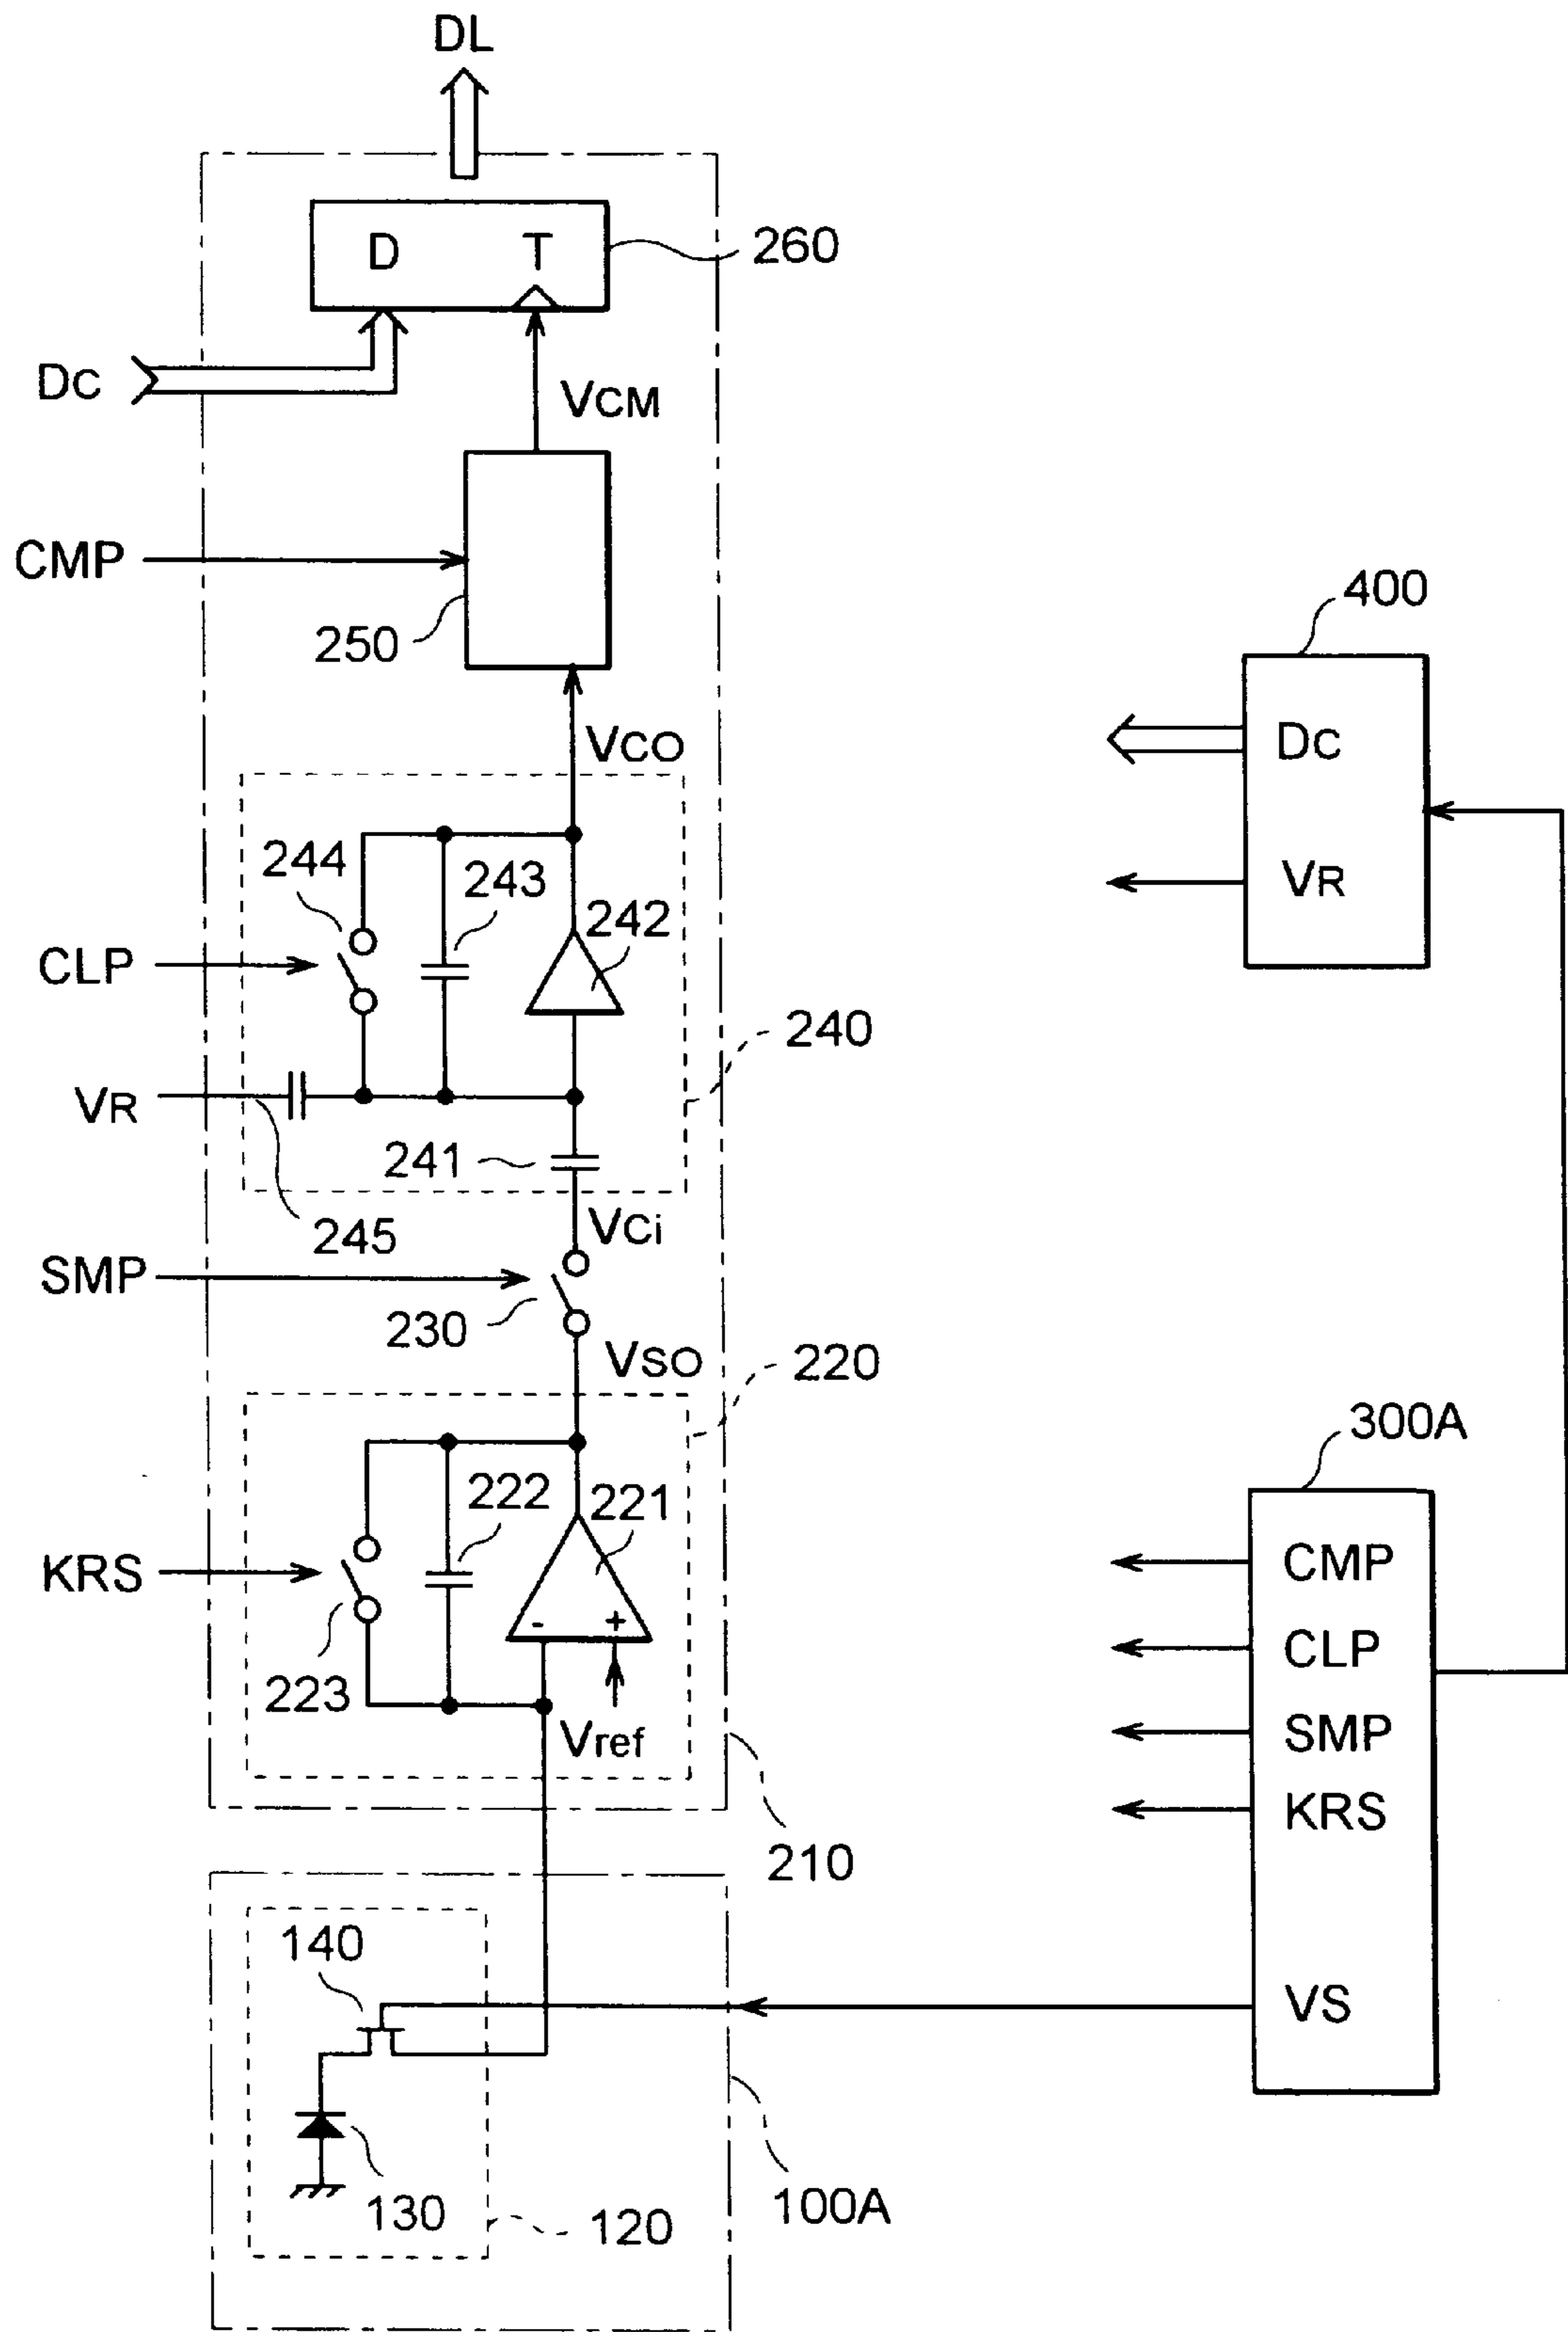 DL
D T
260
DC
VCM
CMP
250
400
DC
VCO
244
243
VR
242
CLP
240
VR
241
VCi
245
SMP
230
VSO
220
300A
222
221
CMP
KRS
- +
CLP
223
Vref
SMP
KRS
210
140
VS
130
120
100A